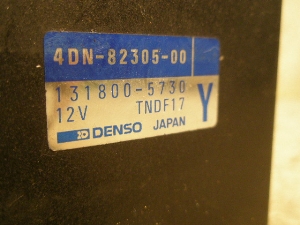 4DN-82305-00
131800-5730
12V TNDF17 Y
DENSO JAPAN